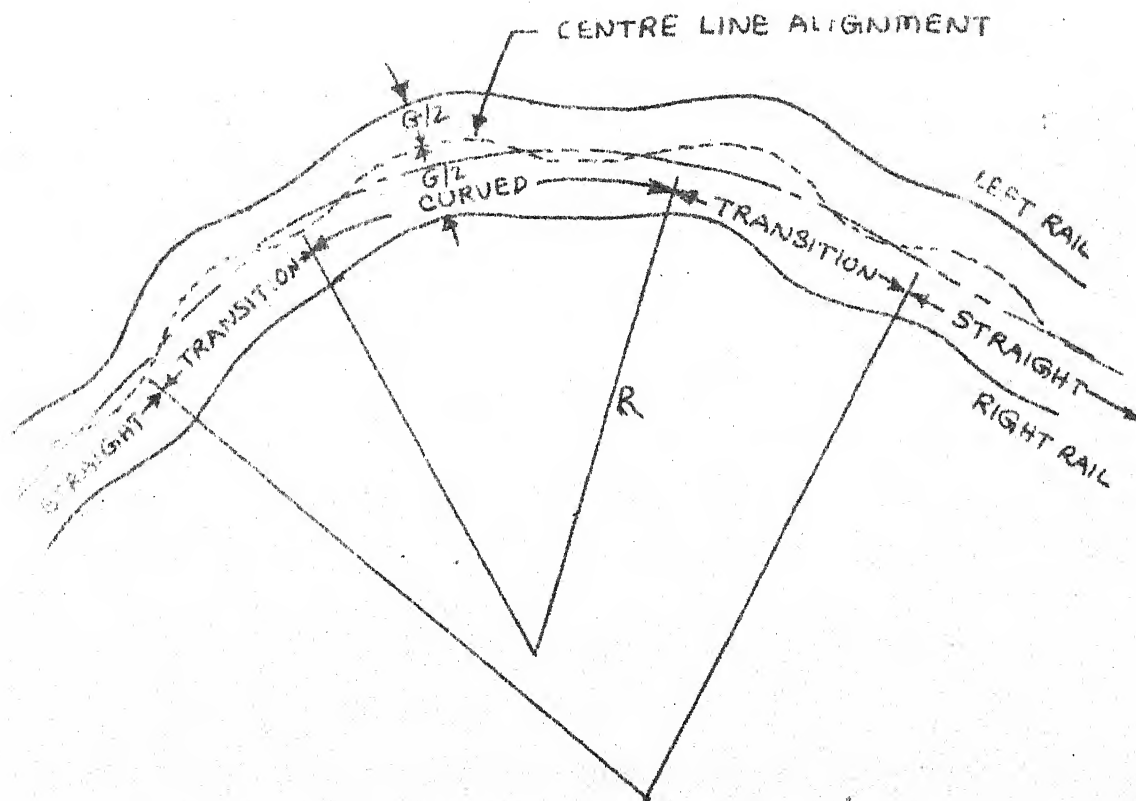 CENTRE LINE ALIGNMENT
G/2
G/2
CURVED
LEFT RAIL
TRANSITION
TRANSITION
STRAIGHT
STRAIGHT
R
RIGHT RAIL